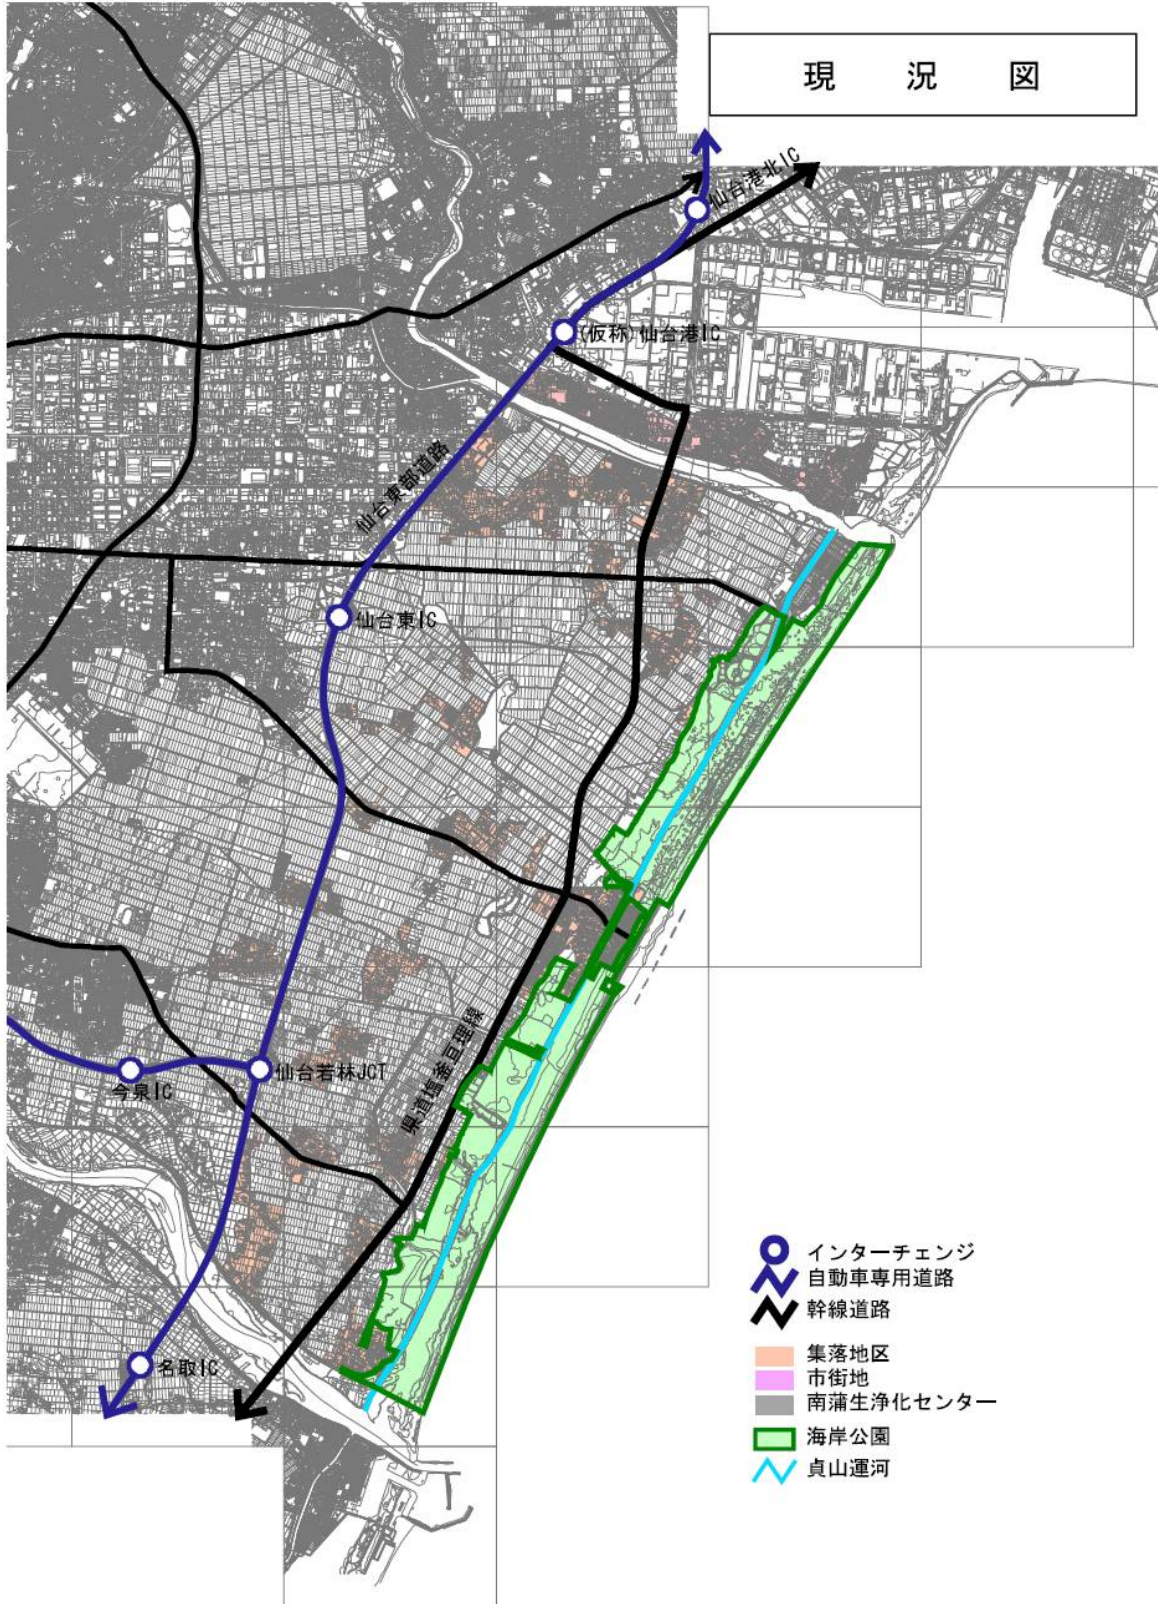 現況図
仙台港北IC
(仮称)仙台港IC
仙台東部道路
仙台東IC
県道塩釜亘理線
仙台若林JCT
今泉IC
名取IC
インターチェンジ
自動車専用道路
幹線道路
集落地区
市街地
南蒲生浄化センター
海岸公園
貞山運河